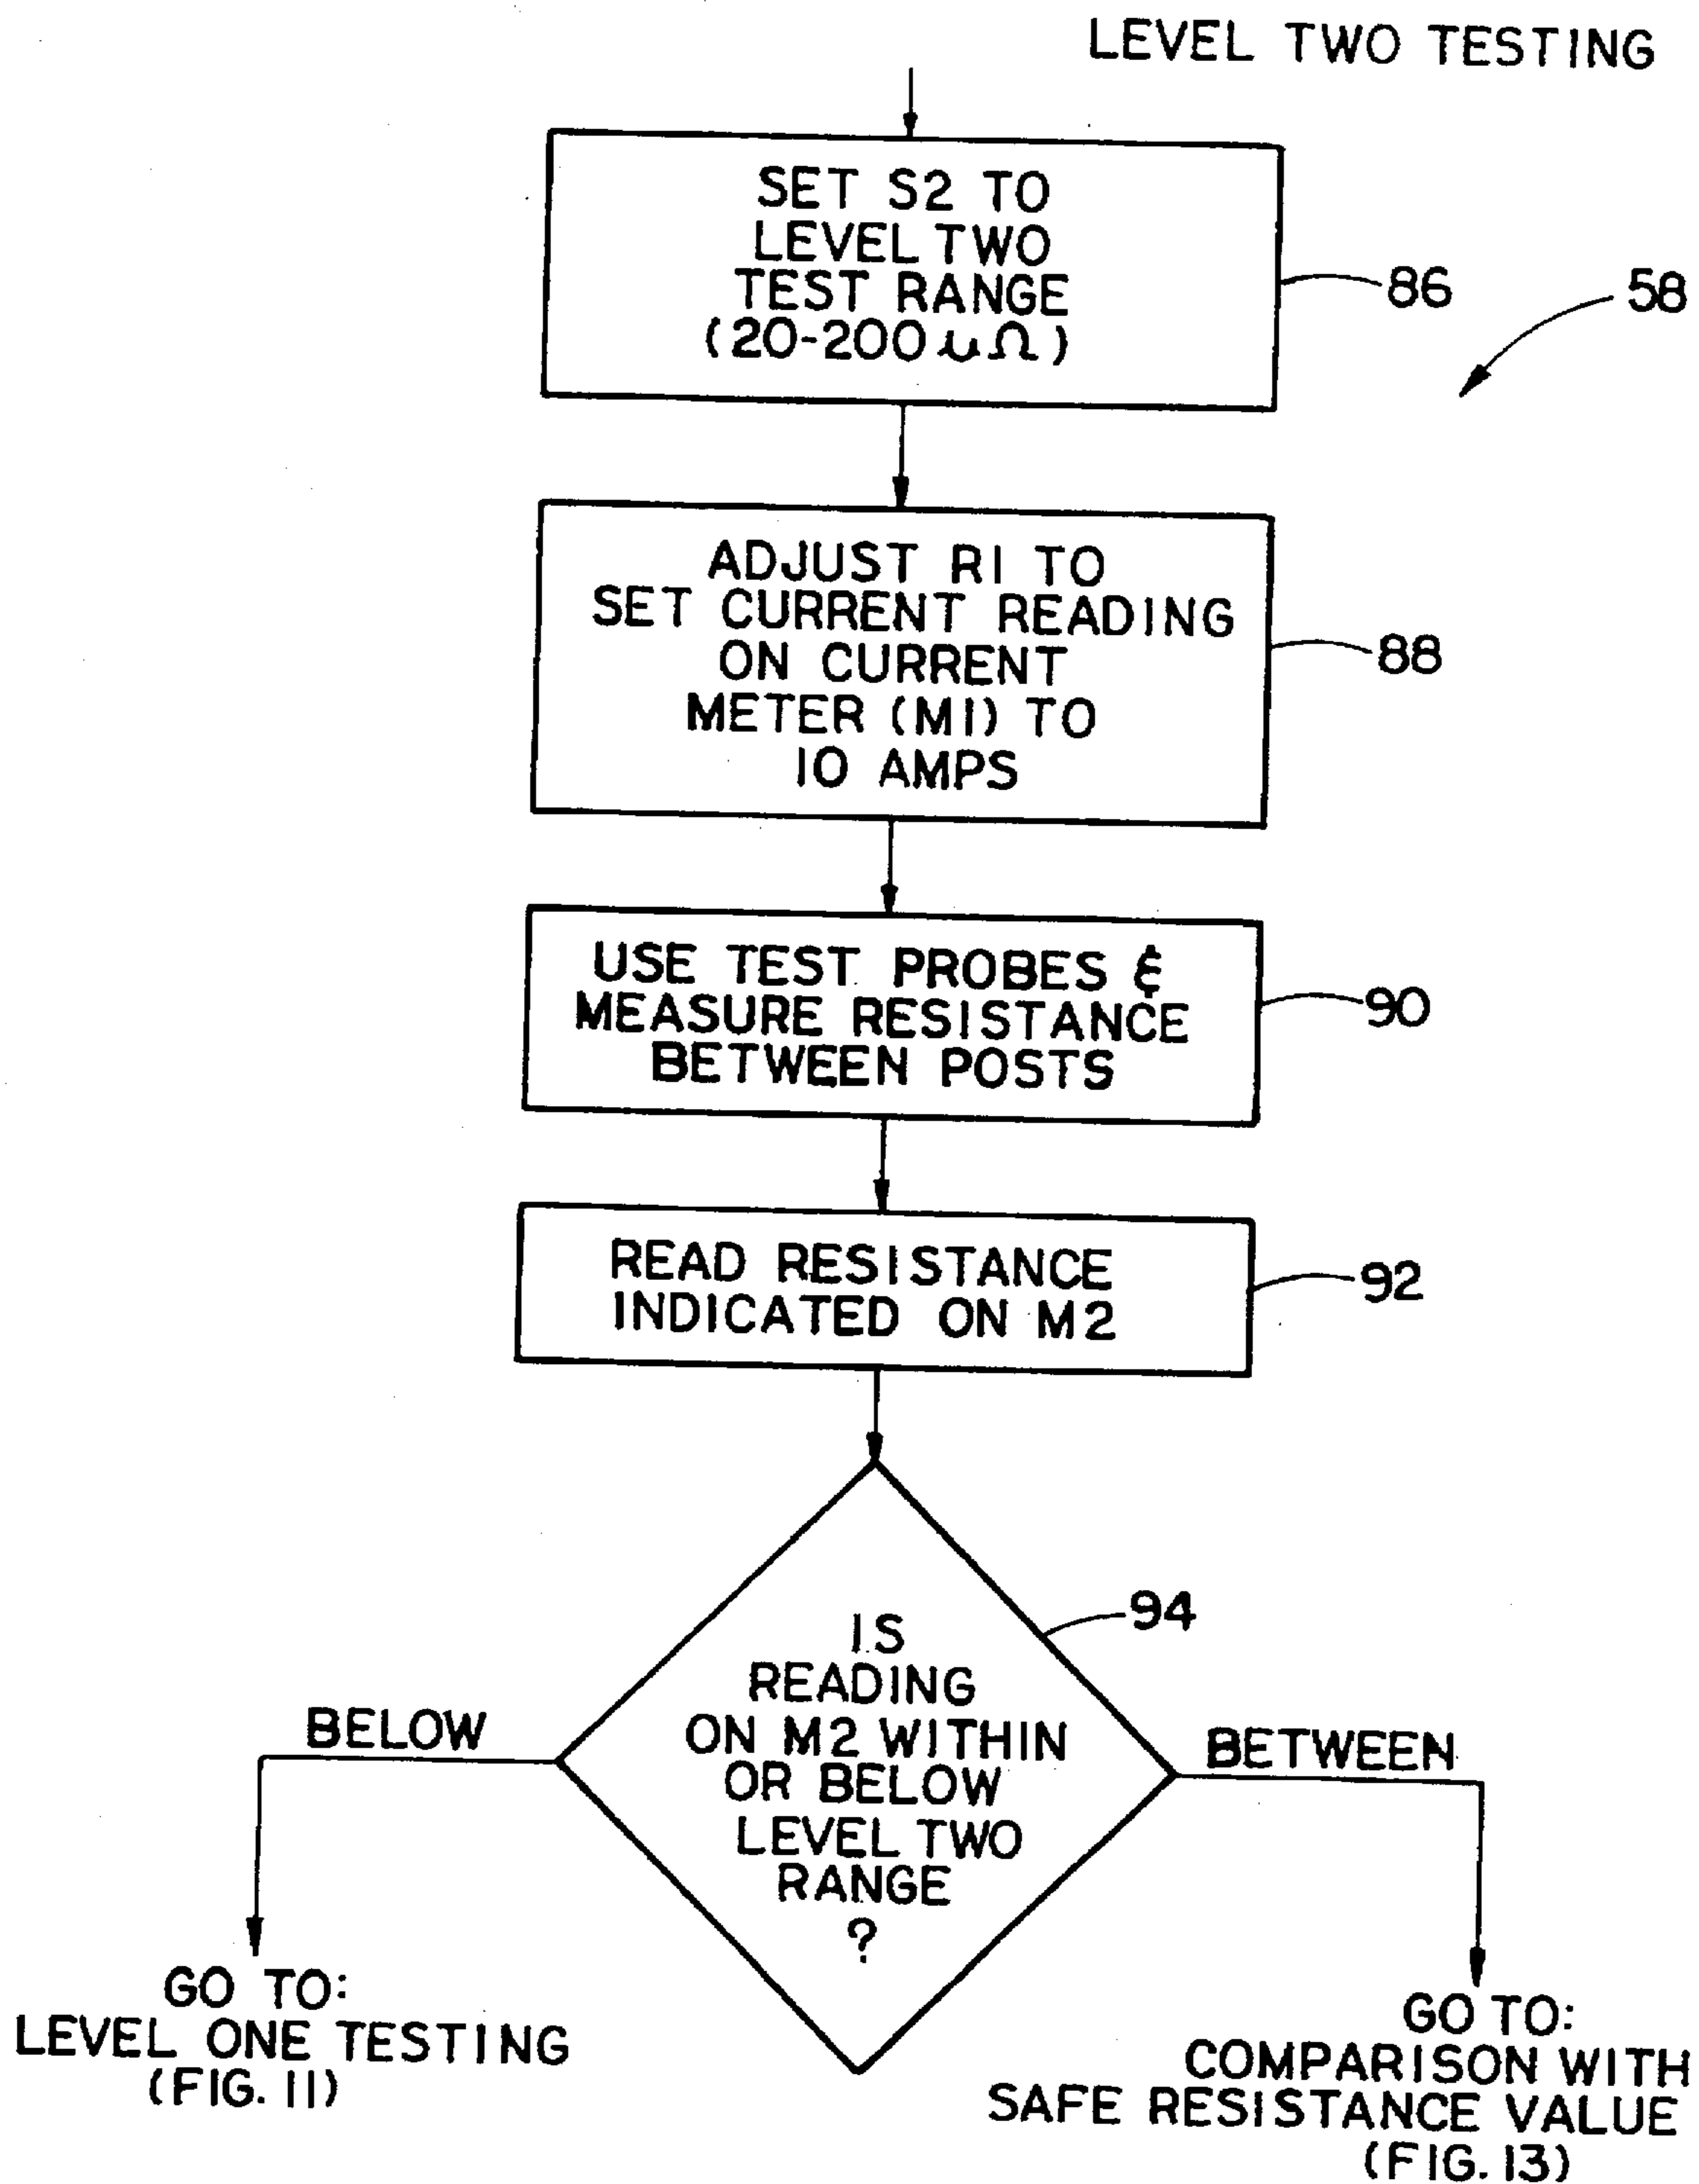 LEVEL TWO TESTING
SET S2 TO
LEVEL TWO
TEST RANGE
(20-200 uΩ)
86
58
ADJUST R1 TO
SET CURRENT READING
ON CURRENT
METER (M1) TO
10 AMPS
88
USE TEST PROBES &
MEASURE RESISTANCE
BETWEEN POSTS
90
READ RESISTANCE
INDICATED ON M2
92
IS
READING
ON M2 WITHIN
OR BELOW
LEVEL TWO
RANGE
?
94
BELOW
BETWEEN
GO TO:
LEVEL ONE TESTING
(FIG. 11)
GO TO:
COMPARISON WITH
SAFE RESISTANCE VALUE
(FIG. 13)